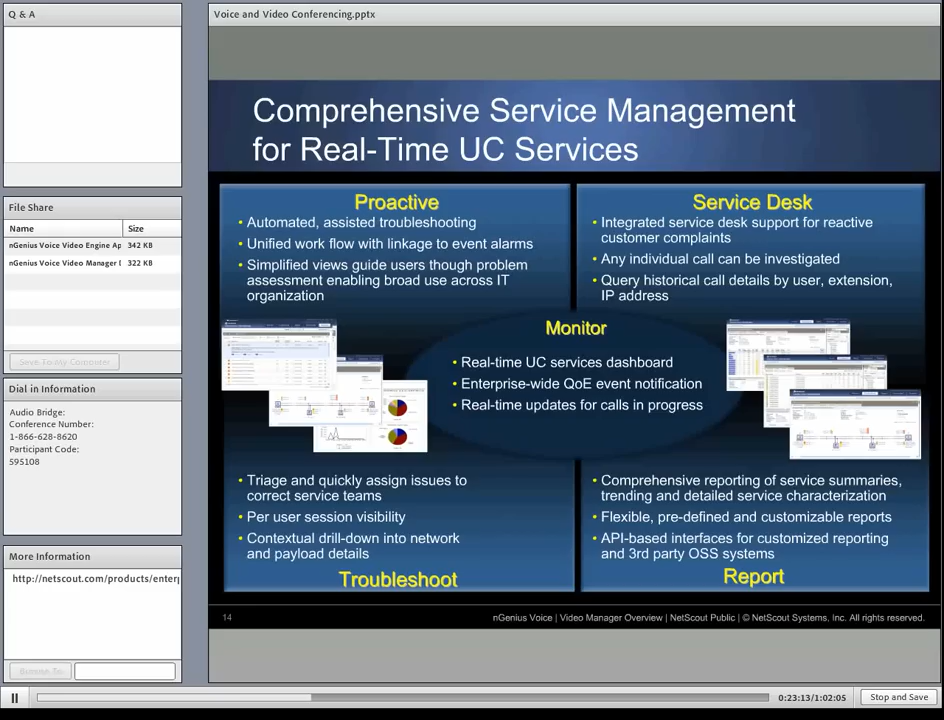 Q & A
Voice and Video Conferencing.pptx
Comprehensive Service Management
for Real-Time UC Services
File Share
Name Size
nGenius Voice Video Engine Ap 342 KB
nGenius Voice Video Manager 322 KB
Save To My Computer
Dial in Information
Audio Bridge:
Conference Number:
1-866-628-8620
Participant Code:
595108
More Information
http://netscout.com/products/enterp
Browse To
Proactive
• Automated, assisted troubleshooting
• Unified work flow with linkage to event alarms
• Simplified views guide users though problem
assessment enabling broad use across IT
organization
Service Desk
• Integrated service desk support for reactive
customer complaints
• Any individual call can be investigated
• Query historical call details by user, extension,
IP address
Monitor
• Real-time UC services dashboard
• Enterprise-wide QoE event notification
• Real-time updates for calls in progress
• Triage and quickly assign issues to
correct service teams
• Per user session visibility
• Contextual drill-down into network
and payload details
Troubleshoot
• Comprehensive reporting of service summaries,
trending and detailed service characterization
• Flexible, pre-defined and customizable reports
• API-based interfaces for customized reporting
and 3rd party OSS systems
Report
14
nGenius Voice | Video Manager Overview | NetScout Public | © NetScout Systems, Inc. All rights reserved.
0:23:13/1:02:05
Stop and Save